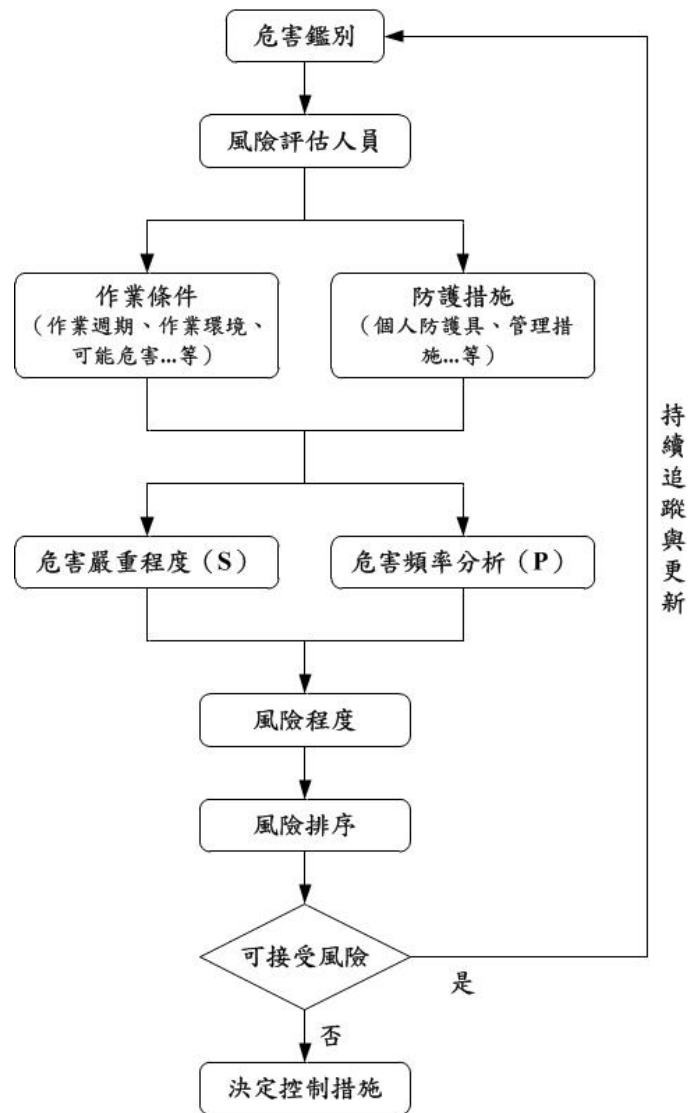 危害鑑別
風險評估人員
作業條件
（作業週期、作業環境、
可能危害...等）
防護措施
（個人防護具、管理措
施...等）
危害嚴重程度（S）
危害頻率分析（P）
風險程度
風險排序
可接受風險
是
否
決定控制措施
持續追蹤與更新